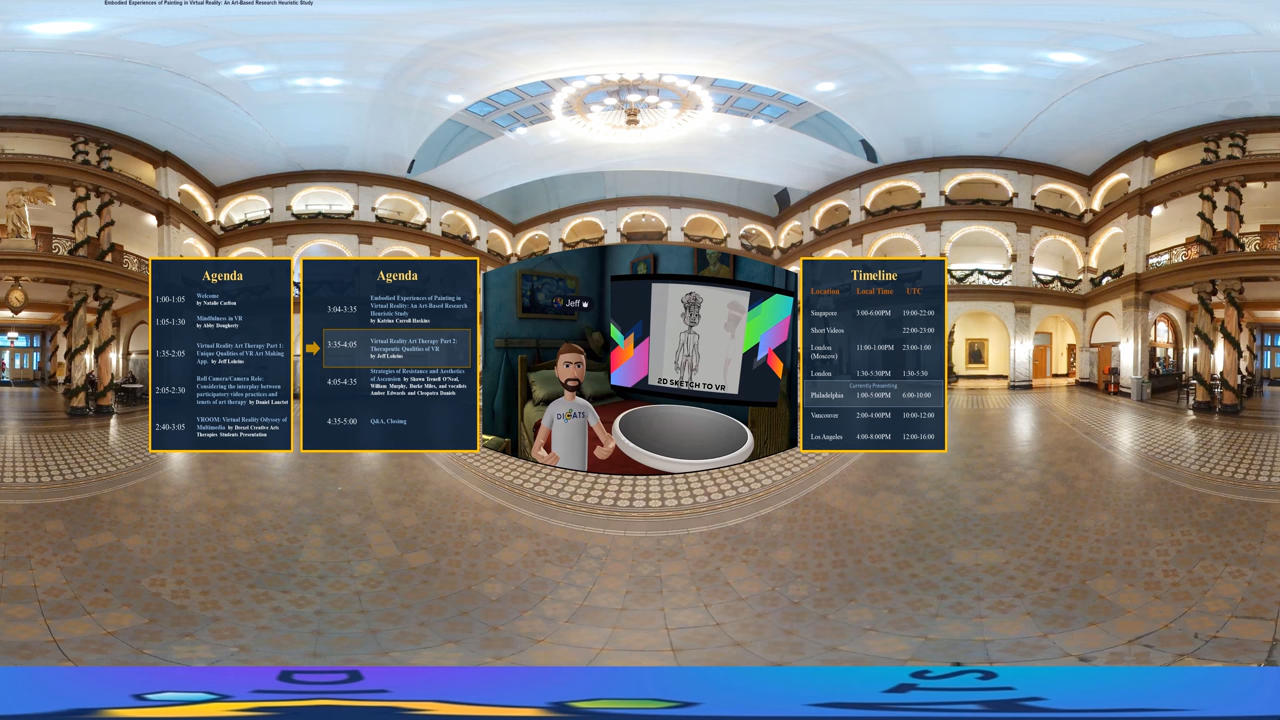 Embodied Experiences of Painting in Virtual Reality: An Art-Based Research Heuristic Study
Agenda
1:00-1:05
Welcome
by Natalie Carlton
1:05-1:30
Mindfulness in VR
by Abby Dougherty
1:35-2:05
Virtual Reality Art Therapy Part 1:
Unique Qualities of VR Art Making
App. by Jeff Lohrius
2:05-2:30
Roll Camera/Camera Role:
Considering the interplay between
participatory video practices and
tenets of art therapy by Daniel Lanctot
2:40-3:05
VROOM: Virtual Reality Odyssey of
Multimedia by Drexel Creative Arts
Therapies Students Presentation
Agenda
3:04-3:35
Embodied Experiences of Painting in
Virtual Reality: An Art-Based Research
Heuristic Study
by Katrina Carroll Haskins
3:35-4:05
Virtual Reality Art Therapy Part 2:
Therapeutic Qualities of VR
by Jeff Lohrius
4:05-4:35
Strategies of Resistance and Aesthetics
of Ascension by Shawn Trenell O'Neal,
William Murphy, Burke Miles, and vocalists
Amber Edwards and Cleopatra Daniels
4:35-5:00
Q&A, Closing
Jeff
DIGATS
2D SKETCH TO VR
Timeline
Location Local Time UTC
Singapore 3:00-6:00PM 19:00-22:00
Short Videos 22:00-23:00
London 11:00-1:00PM 23:00-1:00
(Moscow)
London 1:30-5:30PM 1:30-5:30
Currently Presenting
Philadelphia 1:00-5:00PM 6:00-10:00
Vancouver 2:00-4:00PM 10:00-12:00
Los Angeles 4:00-8:00PM 12:00-16:00